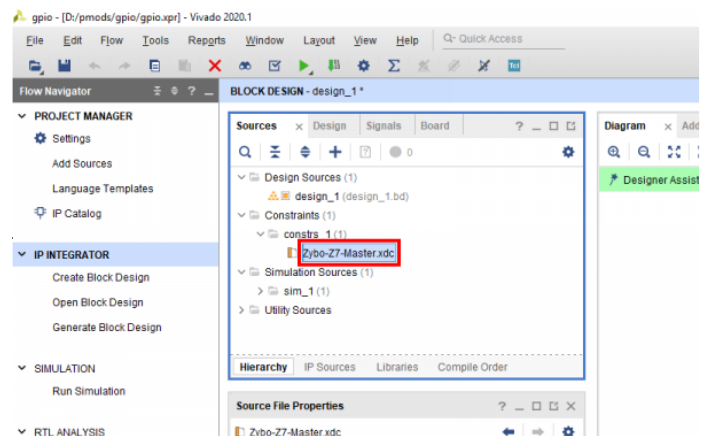 gpio - [D:/pmods/gpio/gpio.xpr] - Vivado 2020.1
File Edit Flow Tools Reports Window Layout View Help Q- Quick Access
Flow Navigator ? _
BLOCK DESIGN - design_1 *
PROJECT MANAGER
Settings
Add Sources
Language Templates
IP Catalog
IP INTEGRATOR
Create Block Design
Open Block Design
Generate Block Design
SIMULATION
Run Simulation
RTL ANALYSIS
Sources × Design Signals Board ? _
0
Design Sources (1)
design_1 (design_1.bd)
Constraints (1)
constrs_1 (1)
Zybo-Z7-Master.xdc
Simulation Sources (1)
sim_1 (1)
Utility Sources
Hierarchy IP Sources Libraries Compile Order
Source File Properties ? _ ×
Zybo-Z7-Master.xdc
Diagram × Add
Designer Assist